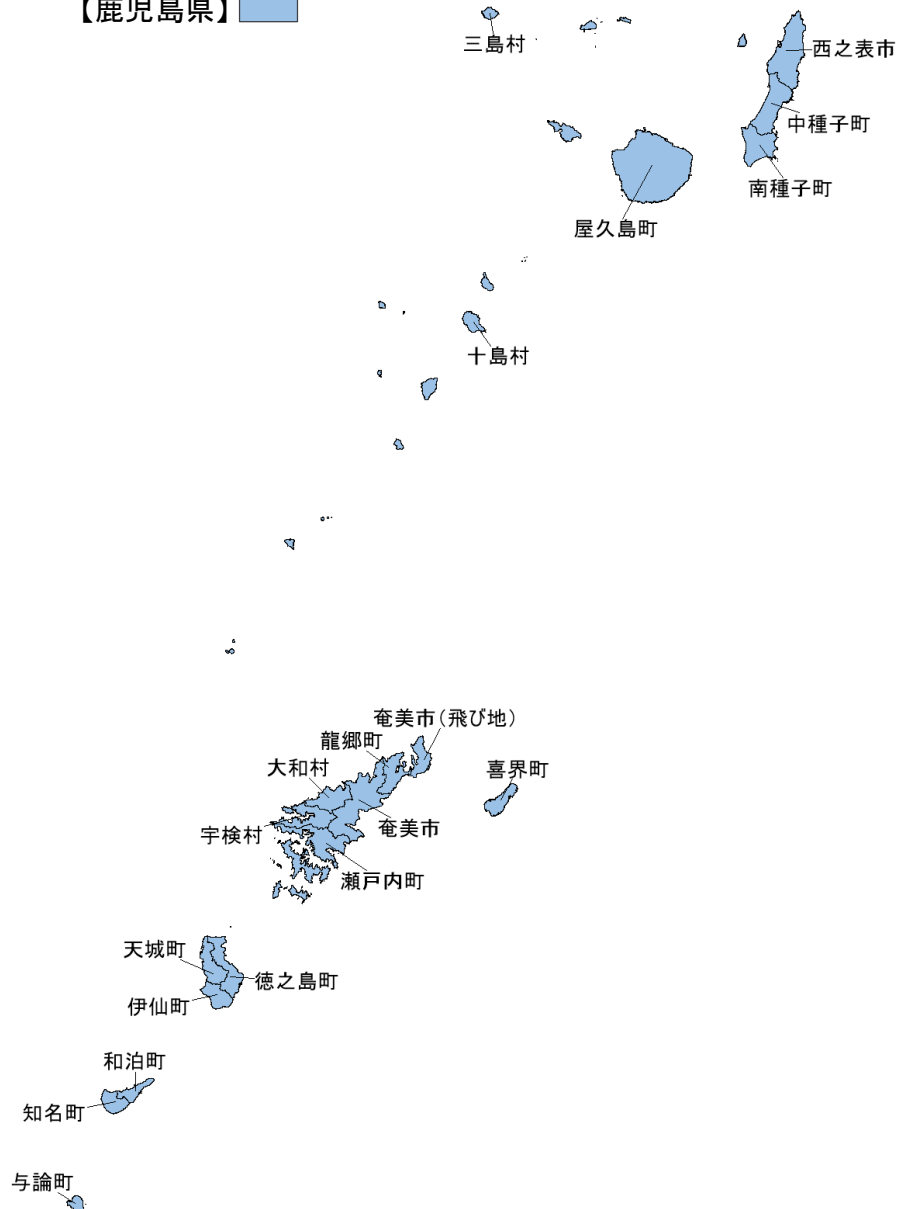 【鹿児島県】
三島村
西之表市
中種子町
南種子町
屋久島町
十島村
奄美市(飛び地)
龍郷町
大和村
喜界町
宇検村
奄美市
瀬戸内町
天城町
徳之島町
伊仙町
和泊町
知名町
与論町